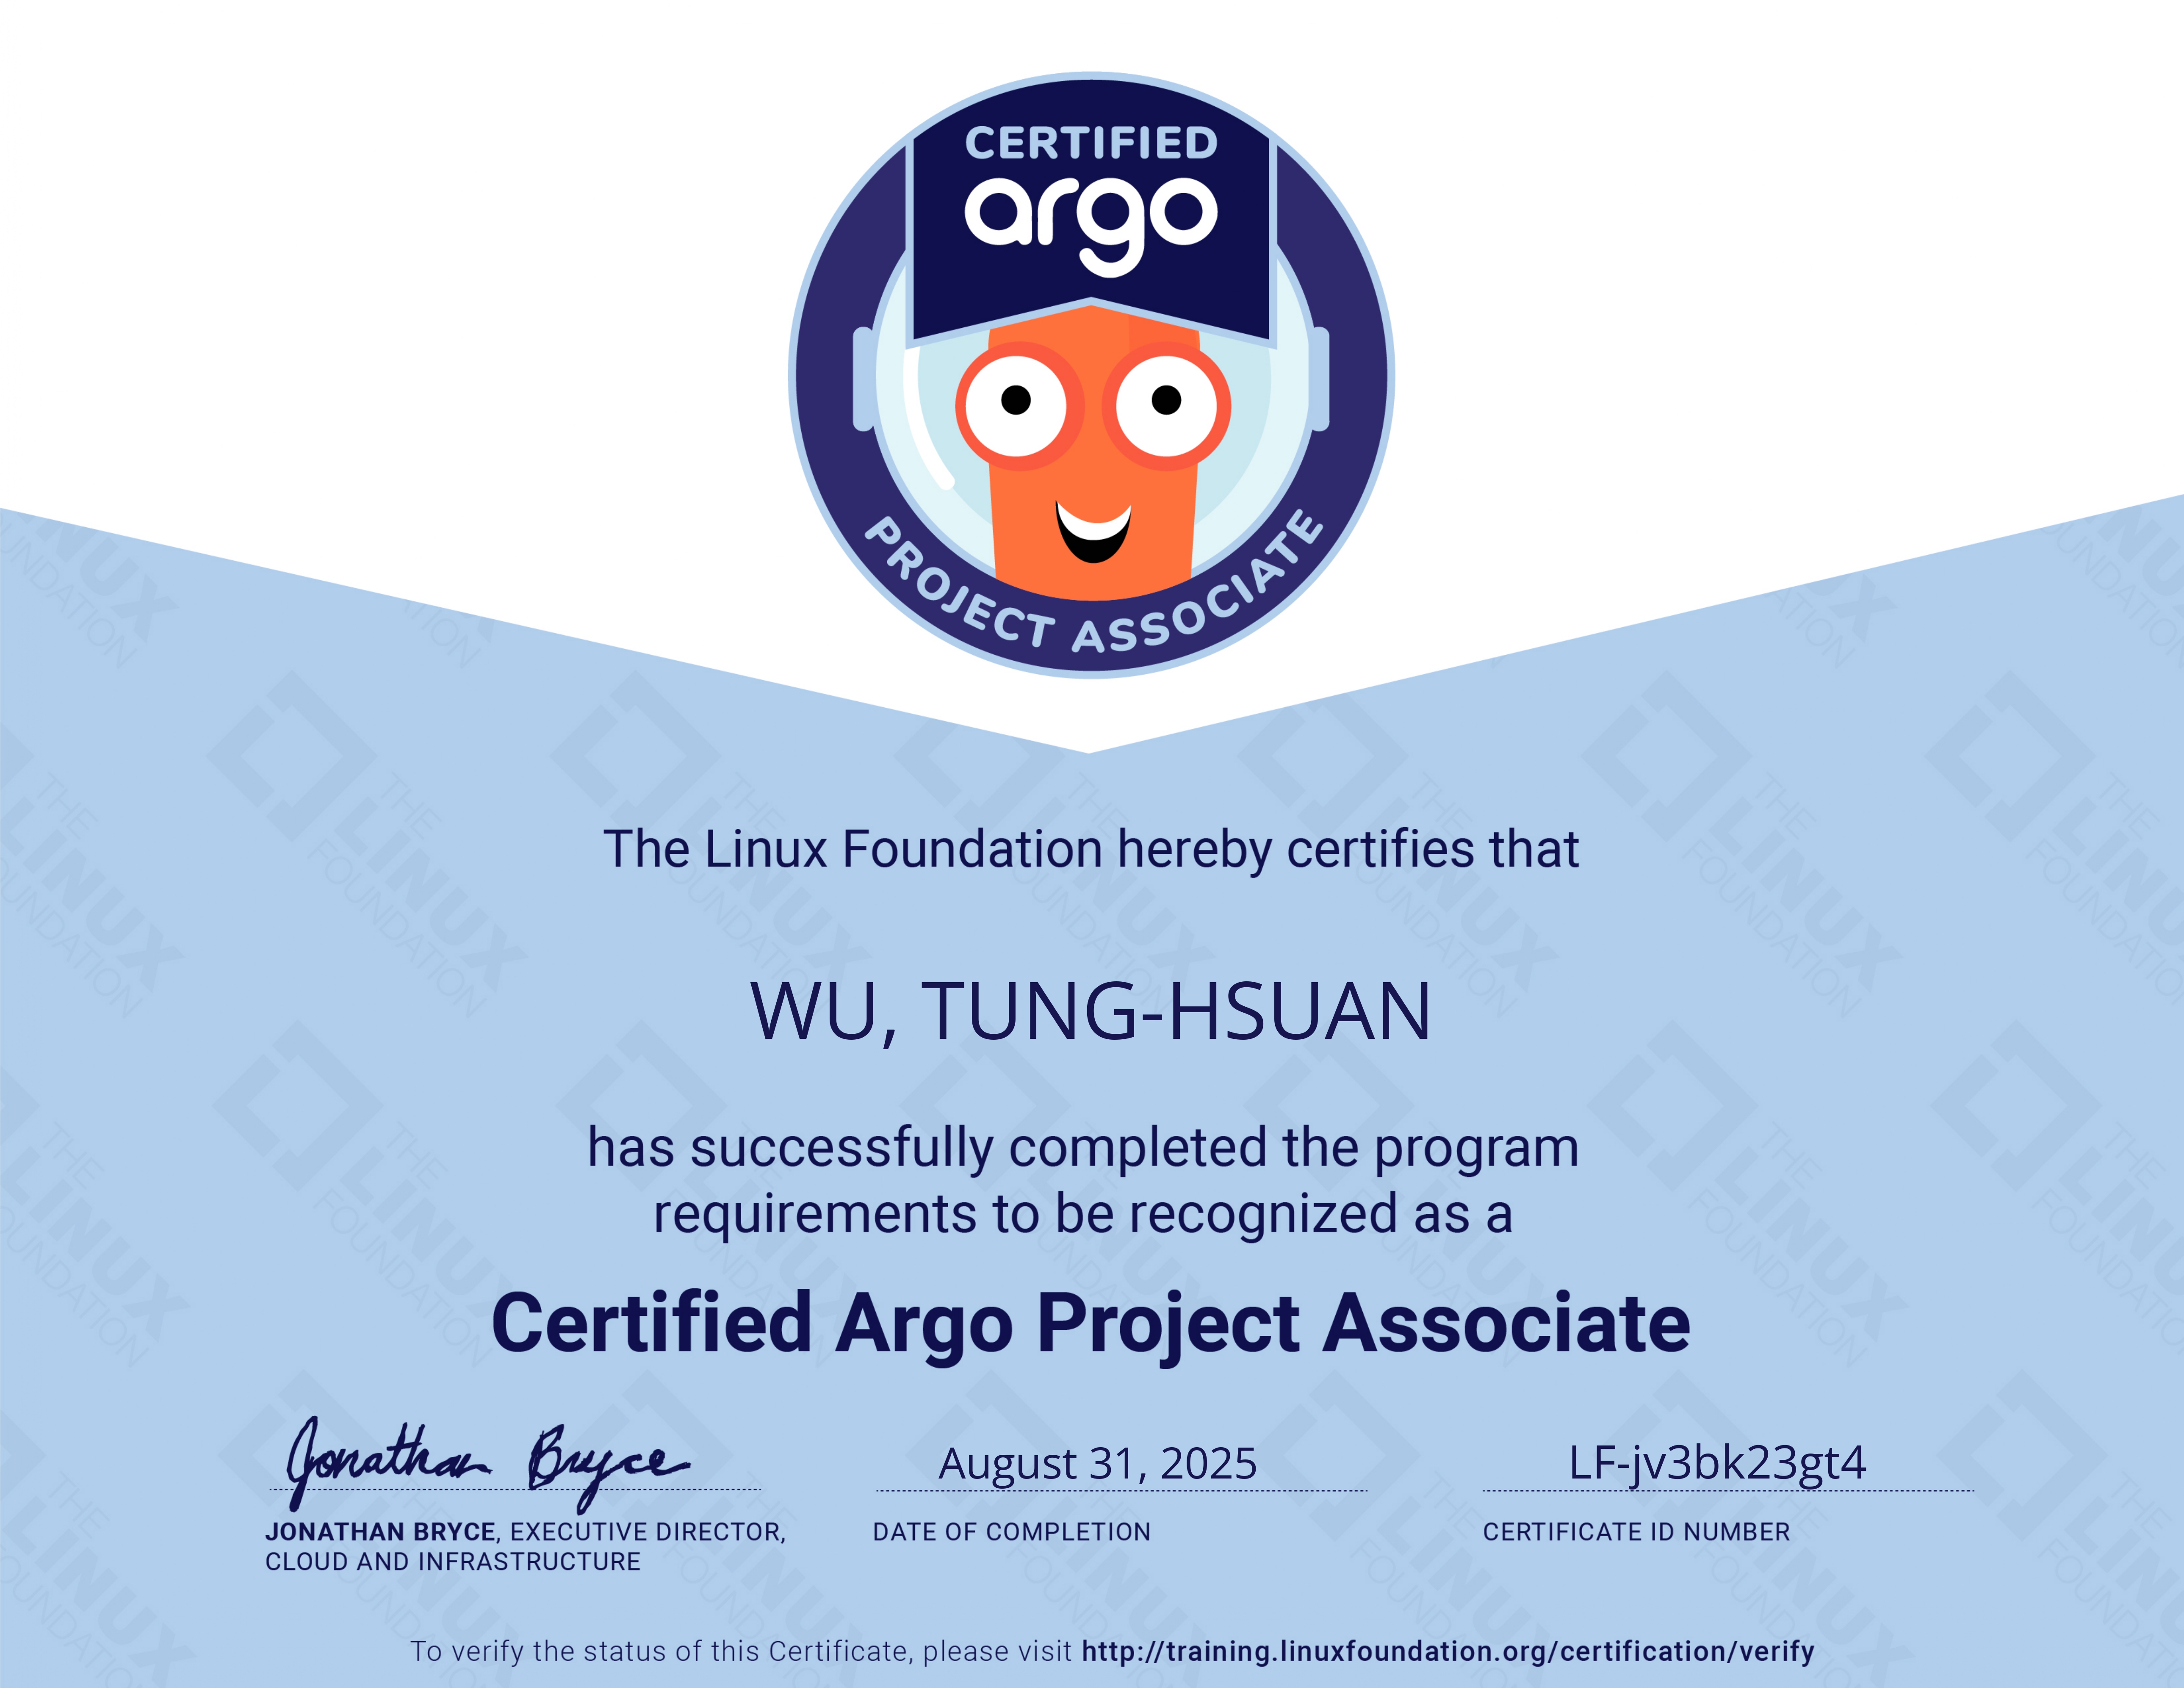 CERTIFIED
argo
PROJECT ASSOCIATE
The Linux Foundation hereby certifies that
WU, TUNG-HSUAN
has successfully completed the program
requirements to be recognized as a
Certified Argo Project Associate
Jonathan Bryce
August 31, 2025
LF-jv3bk23gt4
JONATHAN BRYCE, EXECUTIVE DIRECTOR,
CLOUD AND INFRASTRUCTURE
DATE OF COMPLETION
CERTIFICATE ID NUMBER
To verify the status of this Certificate, please visit http://training.linuxfoundation.org/certification/verify
THE
LINUX
FOUNDATION